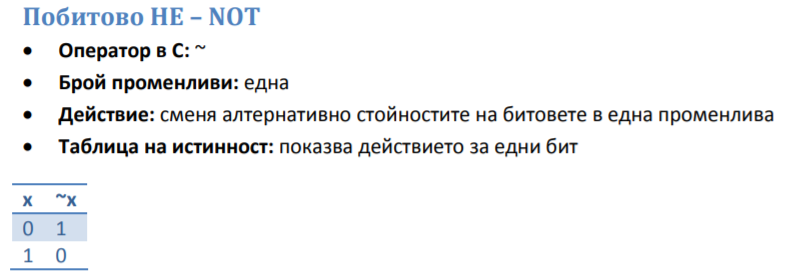 Побитово НЕ – NOT
• Оператор в C: ~
• Брой променливи: една
• Действие: сменя алтернативно стойностите на битовете в една променлива
• Таблица на истинност: показва действието за едни бит
x ~x
0 1
1 0